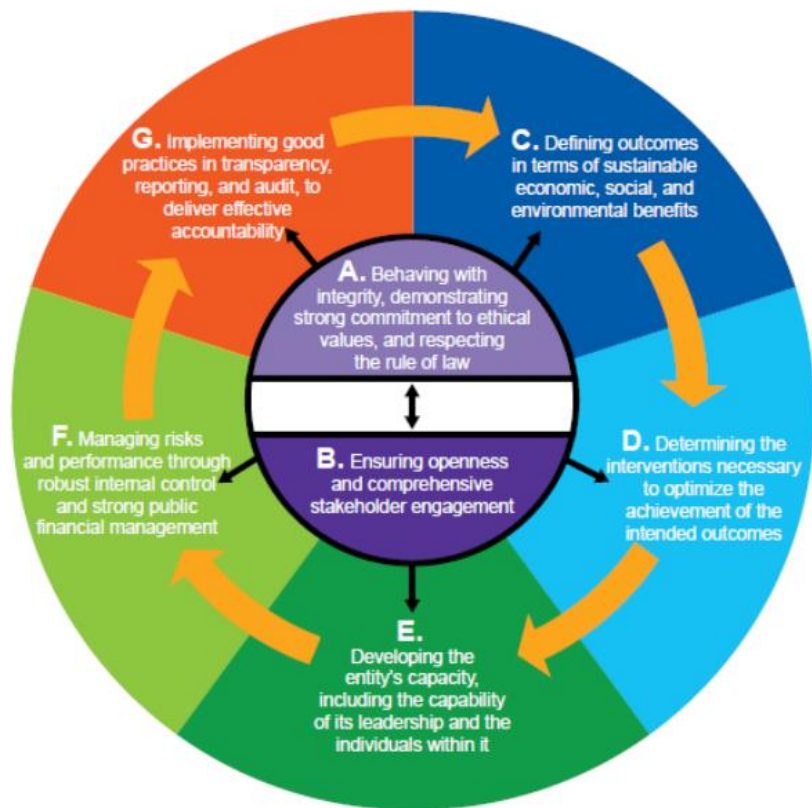 A. Behaving with
integrity, demonstrating
strong commitment to ethical
values, and respecting
the rule of law
B. Ensuring openness
and comprehensive
stakeholder engagement
C. Defining outcomes
in terms of sustainable
economic, social, and
environmental benefits
D. Determining the
interventions necessary
to optimize the
achievement of the
intended outcomes
E.
Developing the
entity's capacity,
including the capability
of its leadership and the
individuals within it
F. Managing risks
and performance through
robust internal control
and strong public
financial management
G. Implementing good
practices in transparency,
reporting, and audit, to
deliver effective
accountability